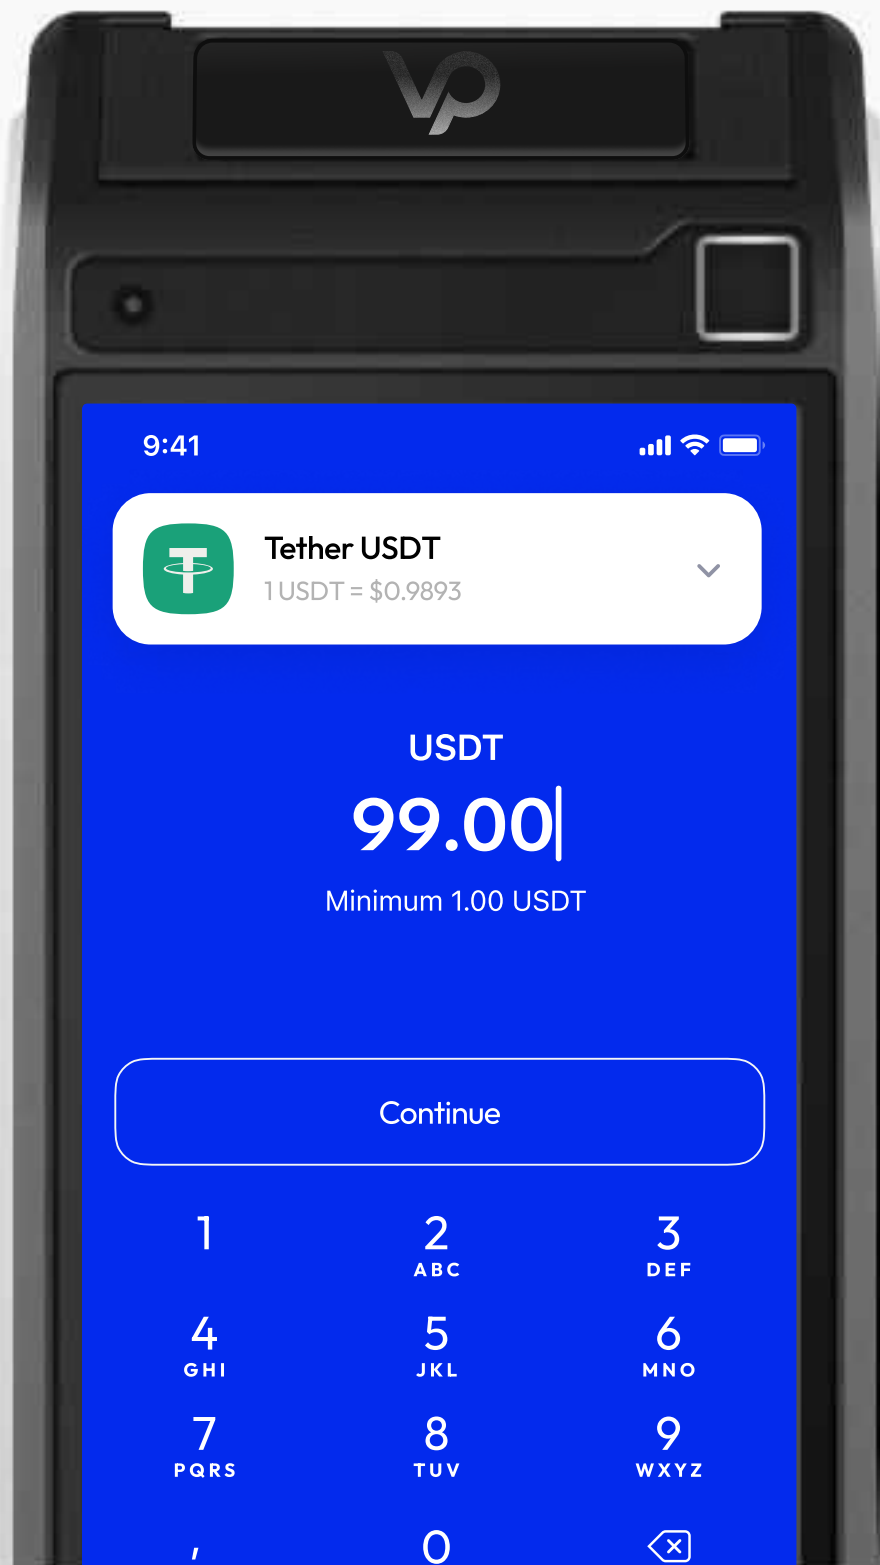 VP
9:41
Tether USDT
1 USDT = $0.9893
USDT
99.00
Minimum 1.00 USDT
Continue
1 2 3
ABC DEF
4 5 6
GHI JKL MNO
7 8 9
PQRS TUV WXYZ
, 0